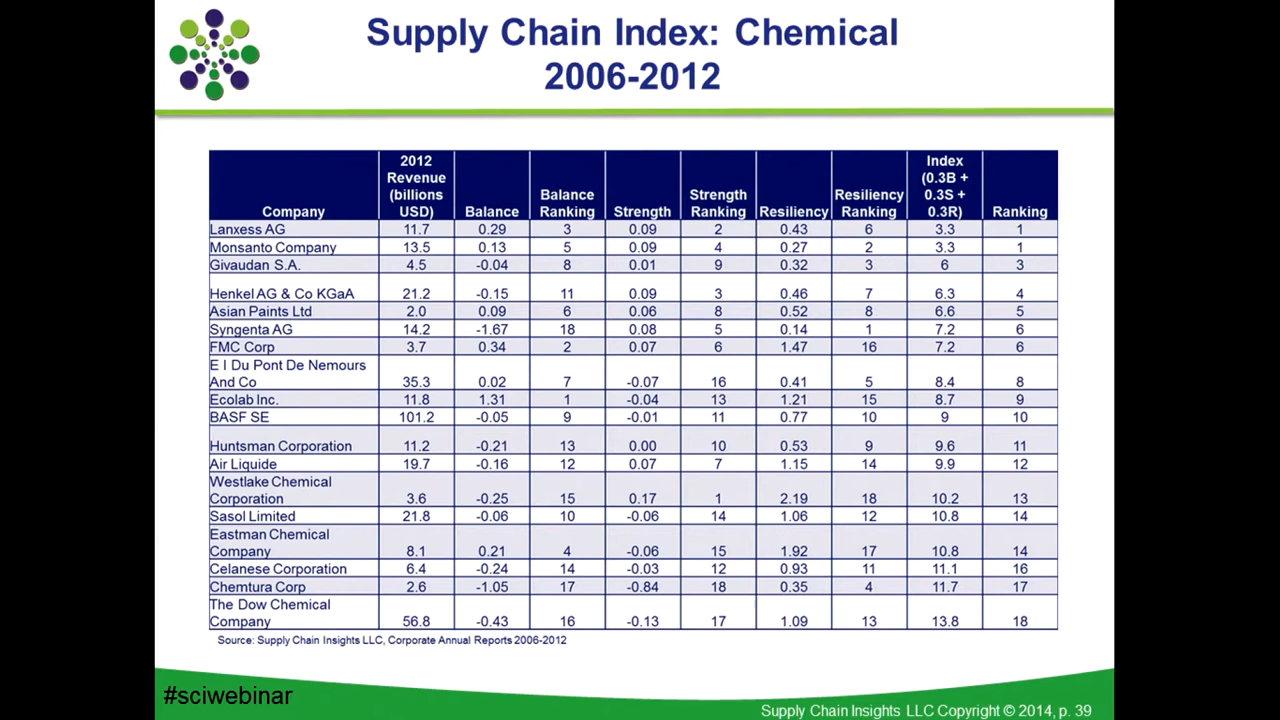 Supply Chain Index: Chemical
2006-2012
Company 2012 Revenue (billions USD) Balance Balance Ranking Strength Strength Ranking Resiliency Resiliency Ranking Index (0.3B + 0.3S + 0.3R) Ranking
Lanxess AG 11.7 0.29 3 0.09 2 0.43 6 3.3 1
Monsanto Company 13.5 0.13 5 0.09 4 0.27 2 3.3 1
Givaudan S.A. 4.5 -0.04 8 0.01 9 0.32 3 6 3
Henkel AG & Co KGaA 21.2 -0.15 11 0.09 3 0.46 7 6.3 4
Asian Paints Ltd 2.0 0.09 6 0.06 8 0.52 8 6.6 5
Syngenta AG 14.2 -1.67 18 0.08 5 0.14 1 7.2 6
FMC Corp 3.7 0.34 2 0.07 6 1.47 16 7.2 6
E I Du Pont De Nemours
And Co 35.3 0.02 7 -0.07 16 0.41 5 8.4 8
Ecolab Inc. 11.8 1.31 1 -0.04 13 1.21 15 8.7 9
BASF SE 101.2 -0.05 9 -0.01 11 0.77 10 9 10
Huntsman Corporation 11.2 -0.21 13 0.00 10 0.53 9 9.6 11
Air Liquide 19.7 -0.16 12 0.07 7 1.15 14 9.9 12
Westlake Chemical
Corporation 3.6 -0.25 15 0.17 1 2.19 18 10.2 13
Sasol Limited 21.8 -0.06 10 -0.06 14 1.06 12 10.8 14
Eastman Chemical
Company 8.1 0.21 4 -0.06 15 1.92 17 10.8 14
Celanese Corporation 6.4 -0.24 14 -0.03 12 0.93 11 11.1 16
Chemtura Corp 2.6 -1.05 17 -0.84 18 0.35 4 11.7 17
The Dow Chemical
Company 56.8 -0.43 16 -0.13 17 1.09 13 13.8 18
Source: Supply Chain Insights LLC, Corporate Annual Reports 2006-2012
#sciwebinar
Supply Chain Insights LLC Copyright © 2014, p. 39